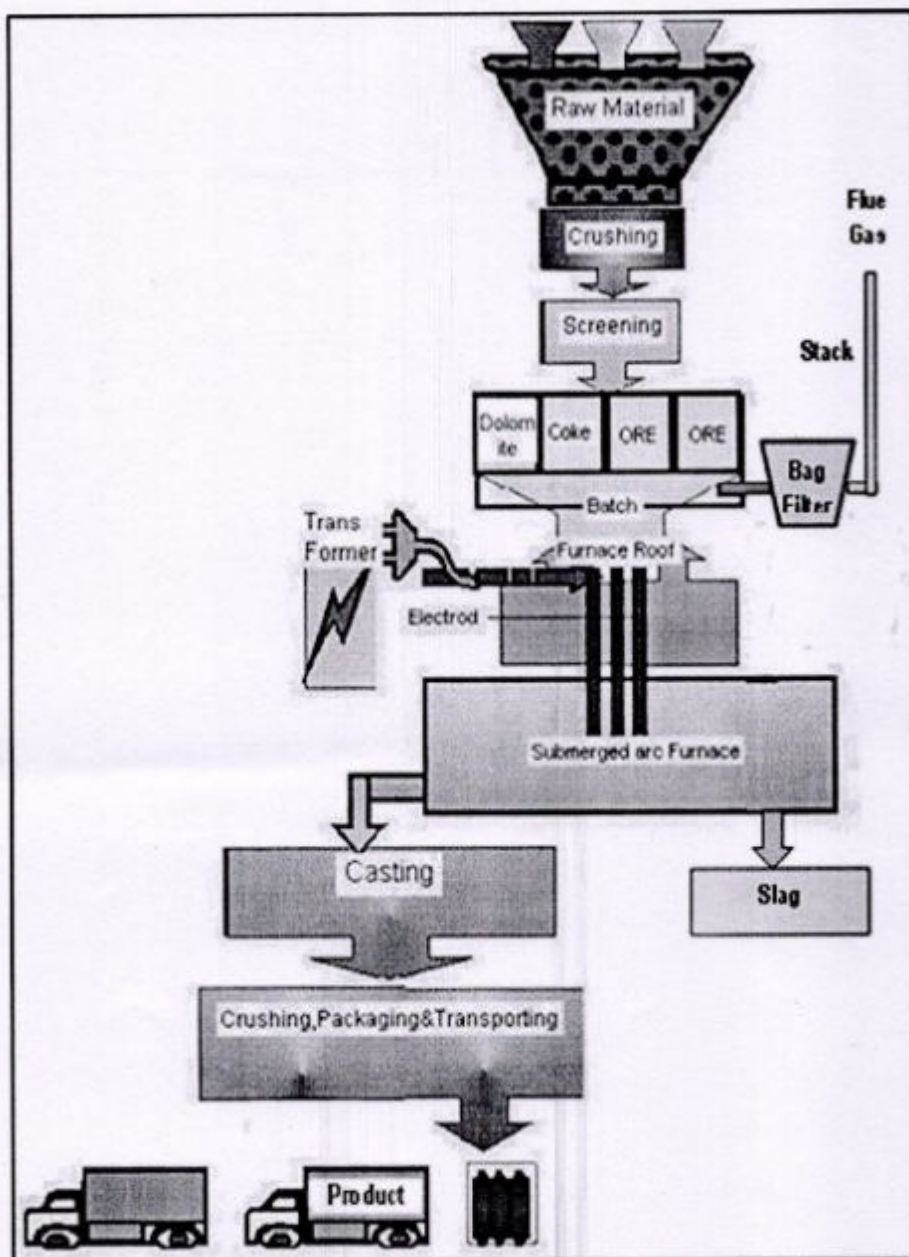 Raw Material
Crushing
Flue
Gas
Screening
Stack
Dolom
ite
Coke
ORE
ORE
Bag
Filter
Batch
Trans
Former
Furnace Roof
Electrod
Submerged arc Furnace
Casting
Slag
Crushing,Packaging&Transporting
Product